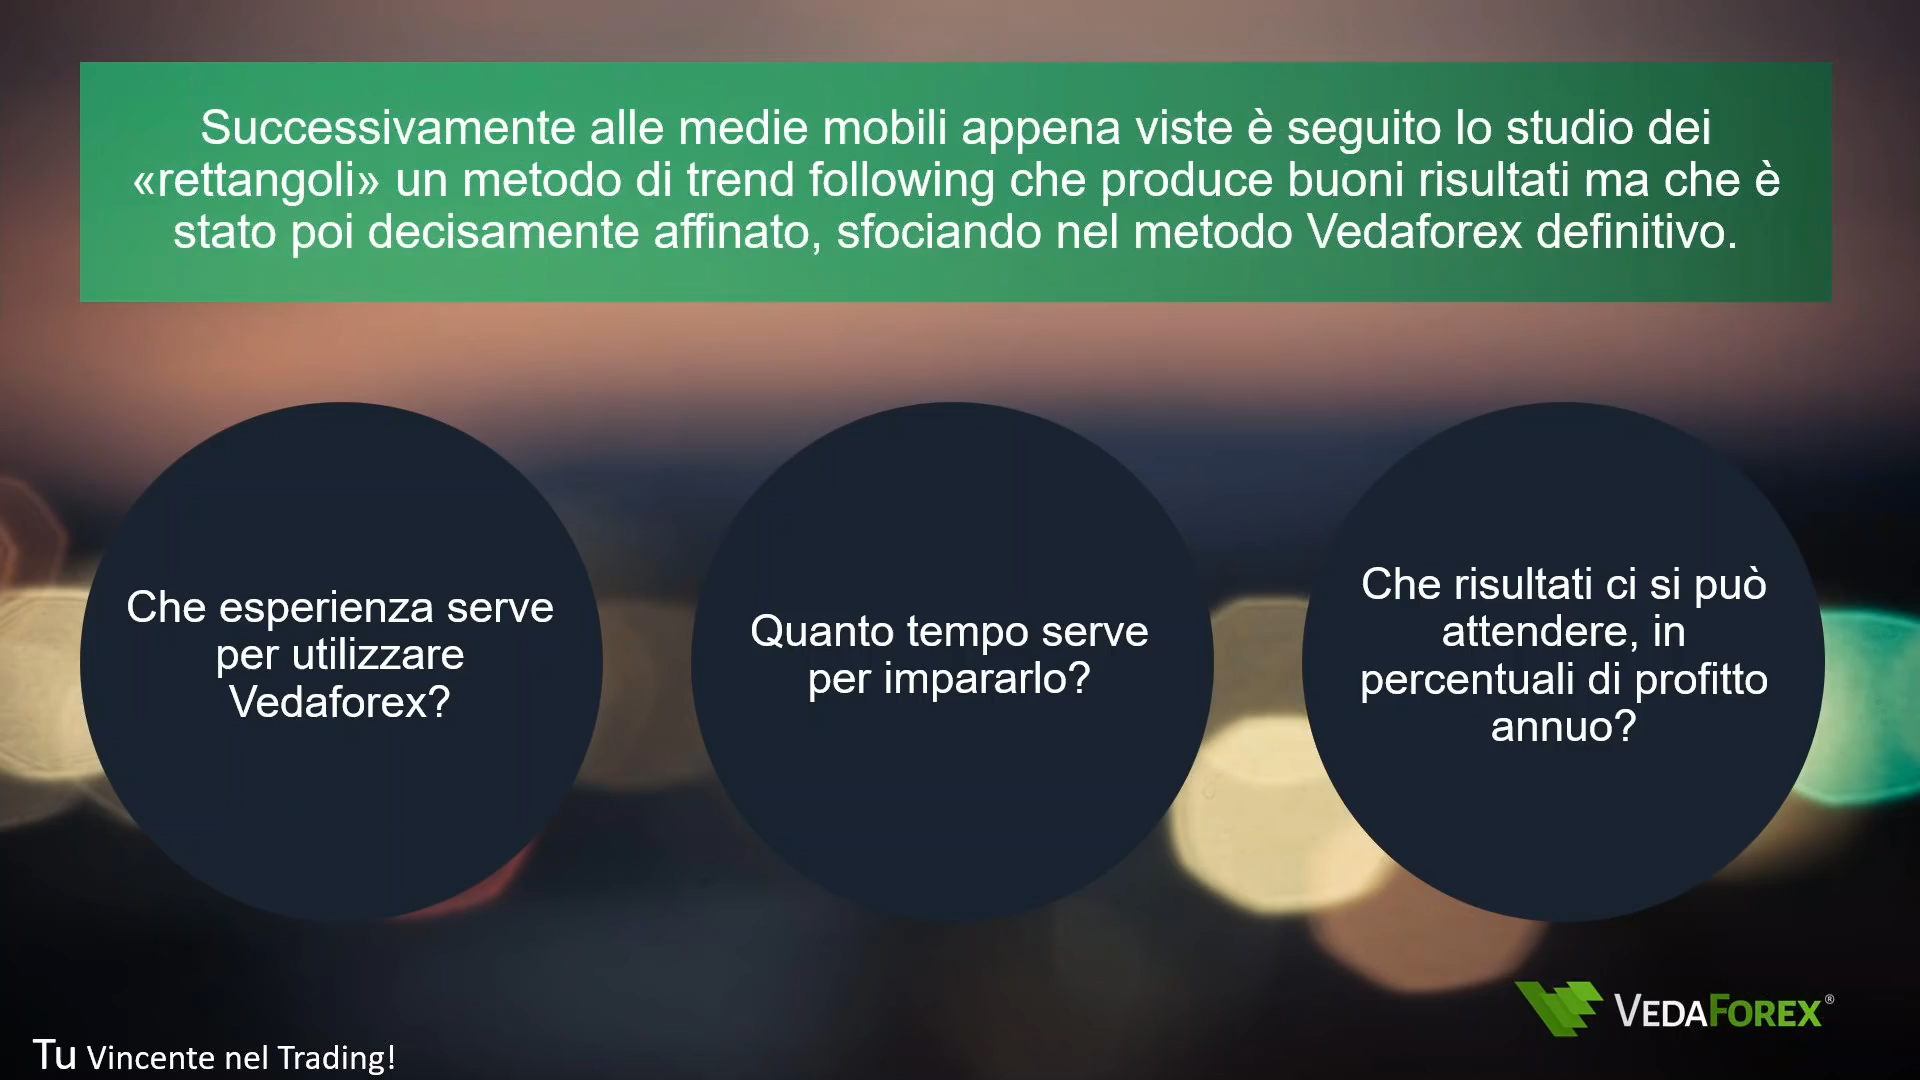 Successivamente alle medie mobili appena viste è seguito lo studio dei
«rettangoli» un metodo di trend following che produce buoni risultati ma che è
stato poi decisamente affinato, sfociando nel metodo Vedaforex definitivo.
Che esperienza serve
per utilizzare
Vedaforex?
Quanto tempo serve
per impararlo?
Che risultati ci si può
attendere, in
percentuali di profitto
annuo?
VEDAFOREX®
Tu Vincente nel Trading!